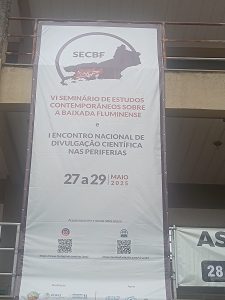 SECBF
VI SEMINÁRIO DE ESTUDOS
CONTEMPORÂNEOS SOBRE
A BAIXADA FLUMINENSE
e
I ENCONTRO NACIONAL DE
DIVULGAÇÃO CIENTÍFICA
NAS PERIFERIAS
27 a 29 MAIO
2025
AS
28